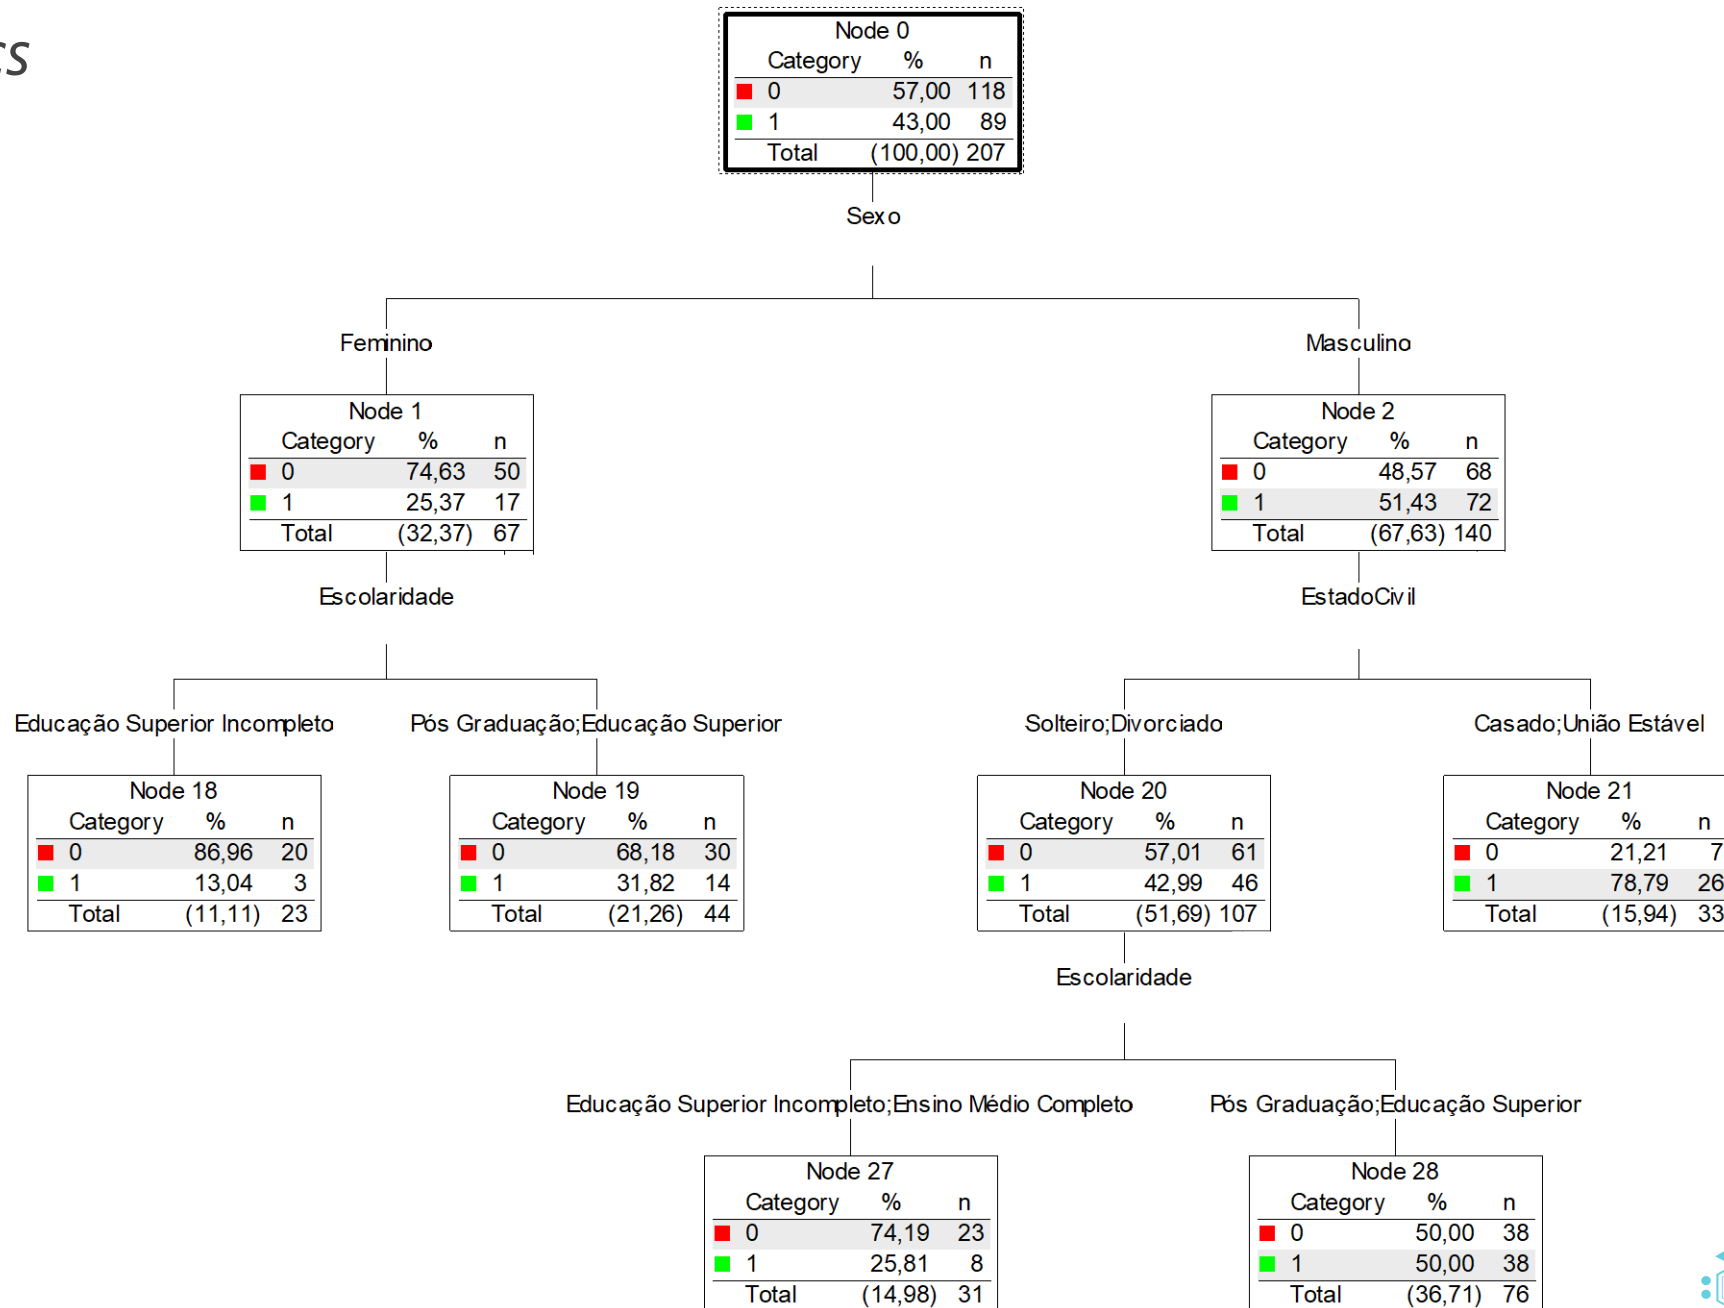 cs
Node 0
Category % n
0 57,00 118
1 43,00 89
Total (100,00) 207
Sexo
Feminino
Masculino
Node 1
Category % n
0 74,63 50
1 25,37 17
Total (32,37) 67
Node 2
Category % n
0 48,57 68
1 51,43 72
Total (67,63) 140
Escolaridade
EstadoCivil
Educação Superior Incompleto
Pós Graduação;Educação Superior
Solteiro;Divorciado
Casado;União Estável
Node 18
Category % n
0 86,96 20
1 13,04 3
Total (11,11) 23
Node 19
Category % n
0 68,18 30
1 31,82 14
Total (21,26) 44
Node 20
Category % n
0 57,01 61
1 42,99 46
Total (51,69) 107
Node 21
Category % n
0 21,21 7
1 78,79 26
Total (15,94) 33
Escolaridade
Educação Superior Incompleto;Ensino Médio Completo
Pós Graduação;Educação Superior
Node 27
Category % n
0 74,19 23
1 25,81 8
Total (14,98) 31
Node 28
Category % n
0 50,00 38
1 50,00 38
Total (36,71) 76